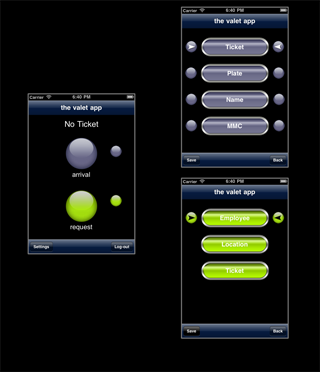 Carrier 6:40 PM
the valet app
No Ticket
arrival
request
Settings Log-out
Carrier 6:40 PM
the valet app
Ticket
Plate
Name
MMC
Save Back
Carrier 6:40 PM
the valet app
Employee
Location
Ticket
Save Back